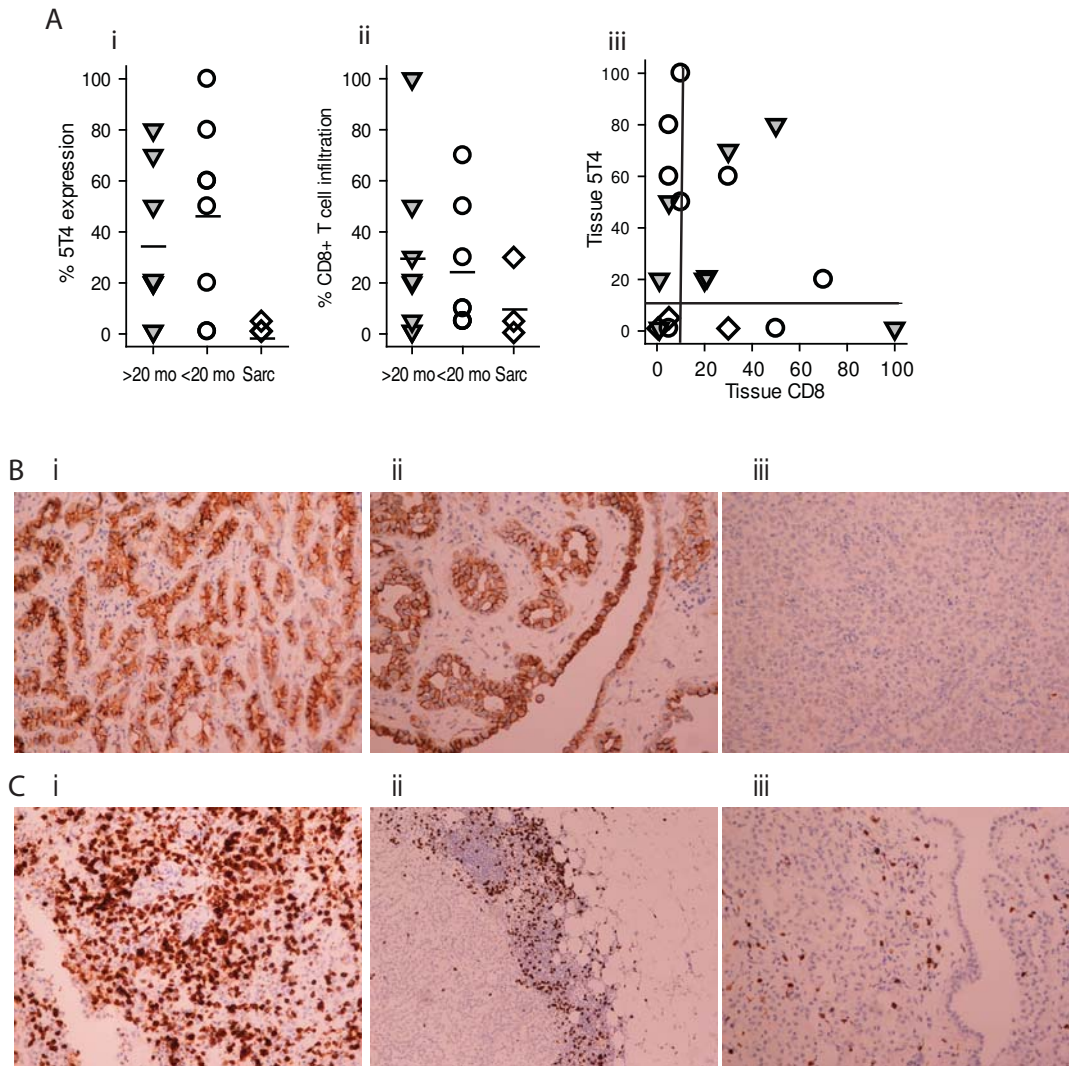 A
i
ii
iii
% 5T4 expression
100
80
60
40
20
0
>20 mo <20 mo Sarc
% CD8+ T cell infiltration
100
80
60
40
20
0
>20 mo <20 mo Sarc
Tissue 5T4
100
80
60
40
20
0
0 20 40 60 80 100
Tissue CD8
B i ii iii
C i ii iii